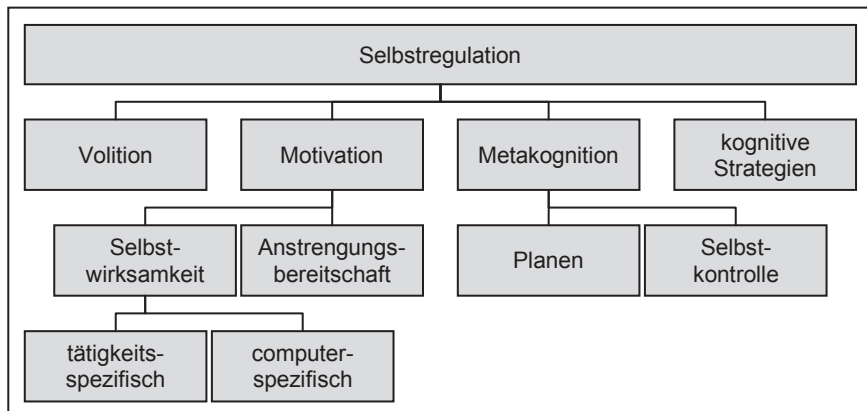 Selbstregulation
Volition
Motivation
Metakognition
kognitive
Strategien
Selbst-
wirksamkeit
Anstrengungs-
bereitschaft
Planen
Selbst-
kontrolle
tätigkeits-
spezifisch
computer-
spezifisch